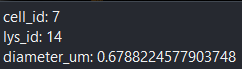 cell_id: 7
lys_id: 14
diameter_um: 0.6788224577903748